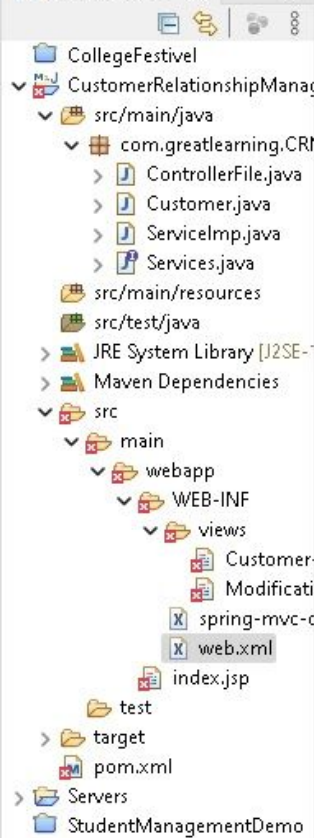 CollegeFestivel
CustomerRelationshipManag
src/main/java
com.greatlearning.CRM
ControllerFile.java
Customer.java
ServiceImp.java
Services.java
src/main/resources
src/test/java
JRE System Library [J2SE-1
Maven Dependencies
src
main
webapp
WEB-INF
views
Customer-
Modificati
spring-mvc-c
web.xml
index.jsp
test
target
pom.xml
Servers
StudentManagementDemo